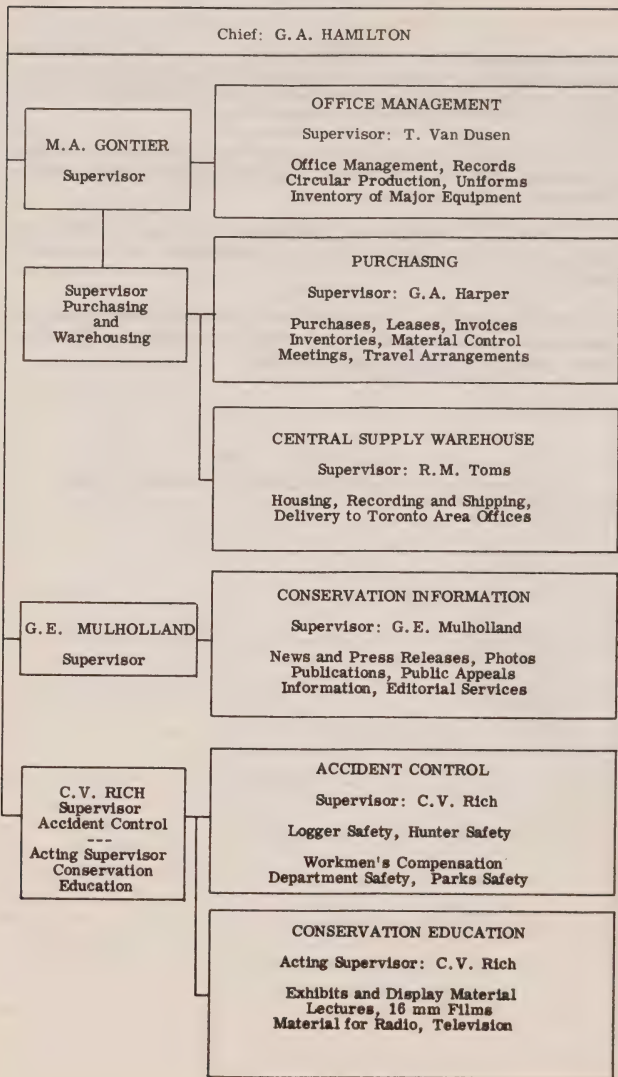 Chief: G.A. HAMILTON
M.A. GONTIER
Supervisor
OFFICE MANAGEMENT
Supervisor: T. Van Dusen
Office Management, Records
Circular Production, Uniforms
Inventory of Major Equipment
Supervisor
Purchasing
and
Warehousing
PURCHASING
Supervisor: G.A. Harper
Purchases, Leases, Invoices
Inventories, Material Control
Meetings, Travel Arrangements
CENTRAL SUPPLY WAREHOUSE
Supervisor: R.M. Toms
Housing, Recording and Shipping,
Delivery to Toronto Area Offices
G.E. MULHOLLAND
Supervisor
CONSERVATION INFORMATION
Supervisor: G.E. Mulholland
News and Press Releases, Photos
Publications, Public Appeals
Information, Editorial Services
C.V. RICH
Supervisor
Accident Control
---
Acting Supervisor
Conservation
Education
ACCIDENT CONTROL
Supervisor: C.V. Rich
Logger Safety, Hunter Safety
Workmen's Compensation
Department Safety, Parks Safety
CONSERVATION EDUCATION
Acting Supervisor: C.V. Rich
Exhibits and Display Material
Lectures, 16 mm Films
Material for Radio, Television